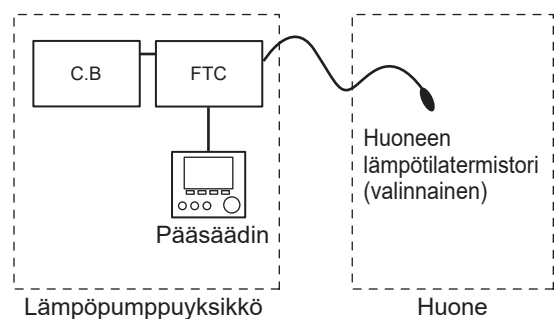 C.B
FTC
Huoneen
lämpötilatermistori
(valinnainen)
Pääsäädin
Lämpöpumppuyksikkö
Huone